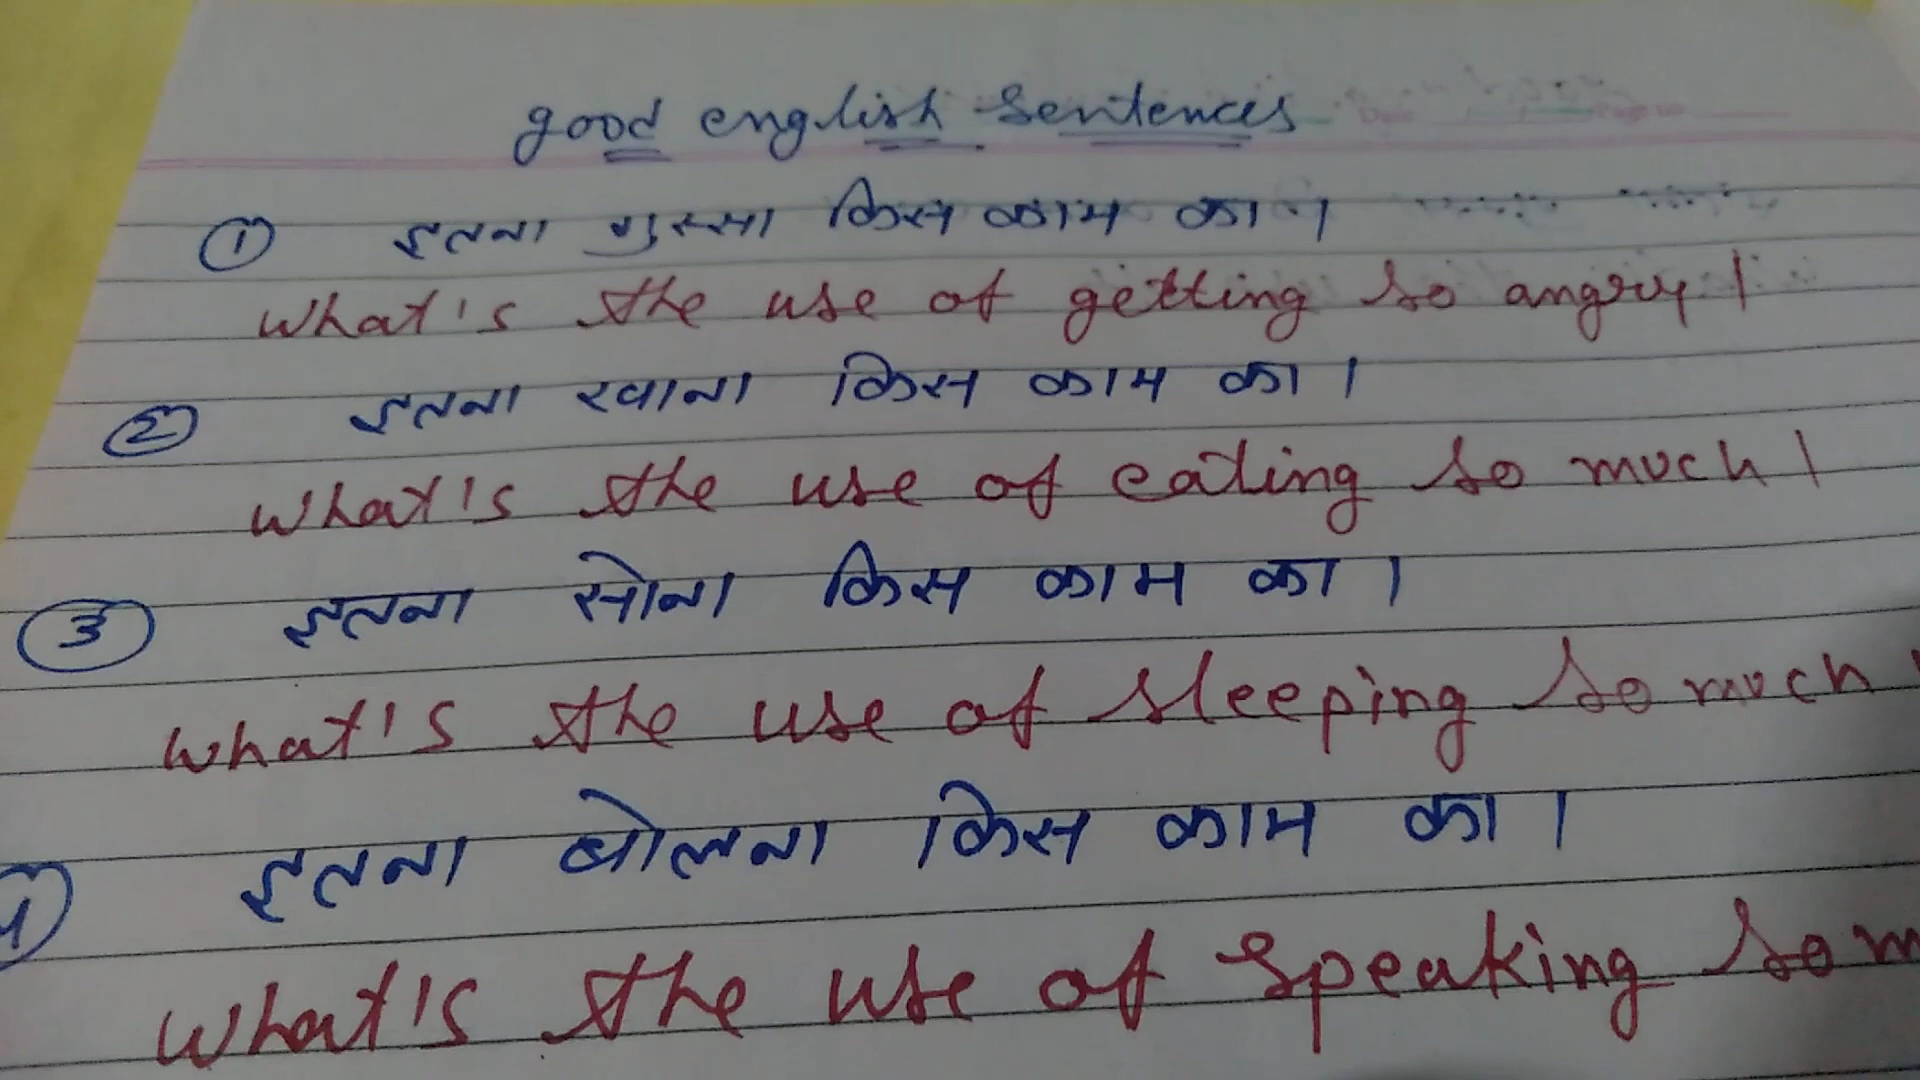 good english sentences
① इतना गुस्सा किस काम का ।
what's the use of getting so angry।
② इतना खाना किस काम का ।
what's the use of eating so much।
③ इतना सोना किस काम का ।
what's the use of sleeping so much
इतना बोलना किस काम का ।
what's the use of speaking so m